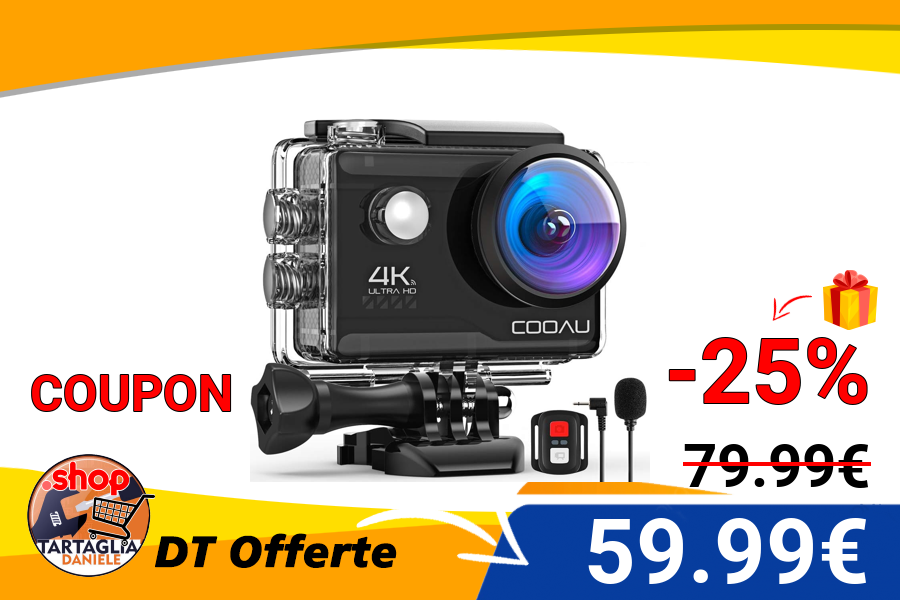 4K
ULTRA HD
COOAU
COUPON
-25%
79.99€
59.99€
.shop
TARTAGLIA
DANIELE
DT Offerte